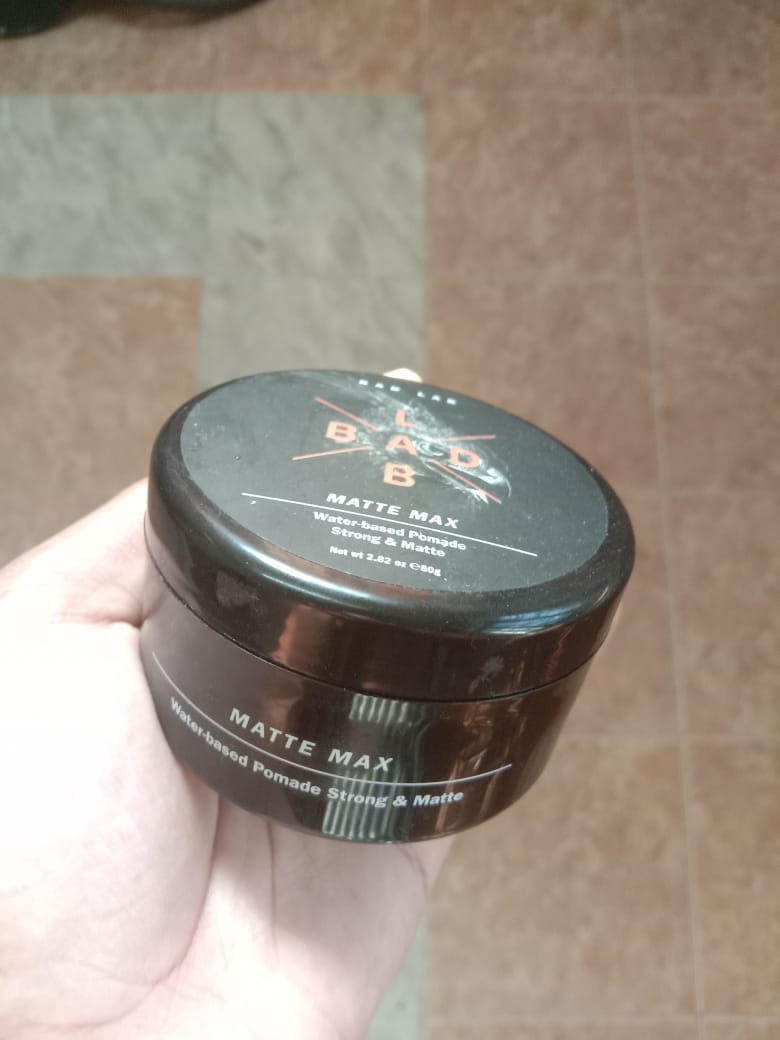 BAD LAB
L
B A D
B
MATTE MAX
Water-based Pomade
Strong & Matte
Net wt 2.82 oz ℮80g
MATTE MAX
Water-based Pomade Strong & Matte